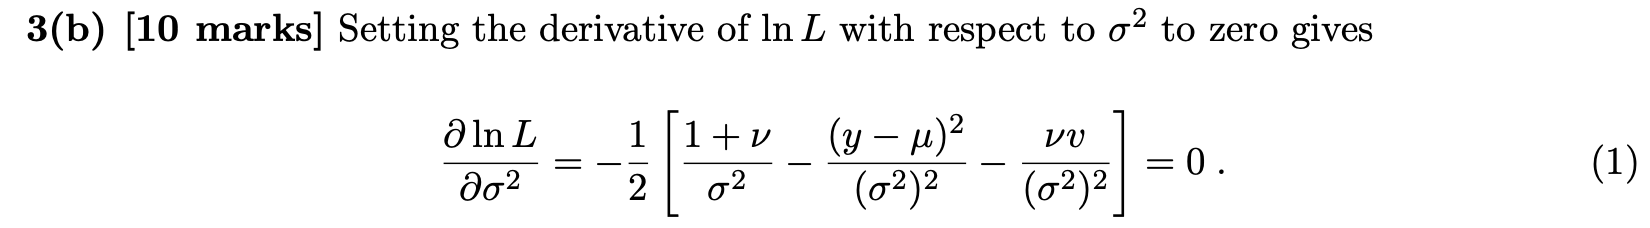 3(b) [10 marks] Setting the derivative of ln L with respect to σ² to zero gives
∂ ln L / ∂σ² = −1/2 [ (1 + ν)/σ² − (y − μ)²/(σ²)² − νv/(σ²)² ] = 0 . (1)